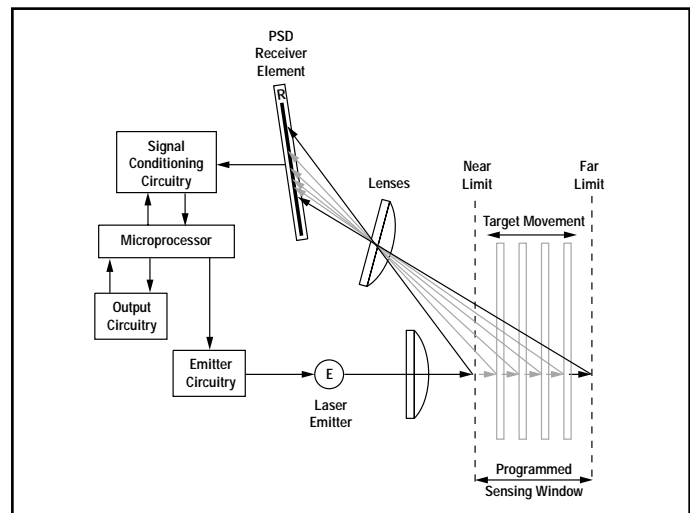 PSD
Receiver
Element
R
Signal
Conditioning
Circuitry
Lenses
Near
Limit
Far
Limit
Target Movement
Microprocessor
Output
Circuitry
Emitter
Circuitry
E
Laser
Emitter
Programmed
Sensing Window